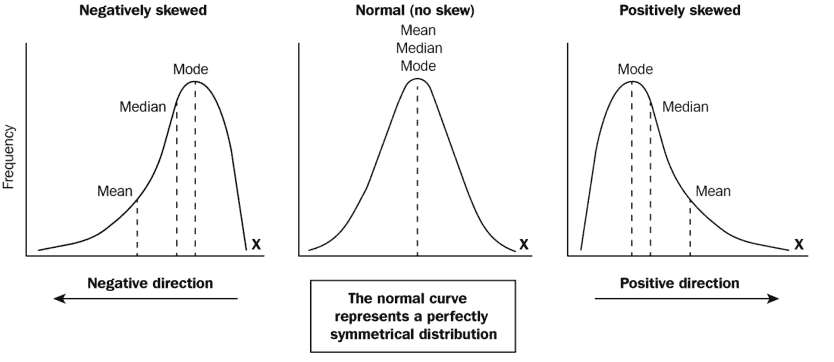 Negatively skewed
Normal (no skew)
Positively skewed
Frequency
Mode
Median
Mean
X
Negative direction
Mean
Median
Mode
X
The normal curve
represents a perfectly
symmetrical distribution
Mode
Median
Mean
X
Positive direction